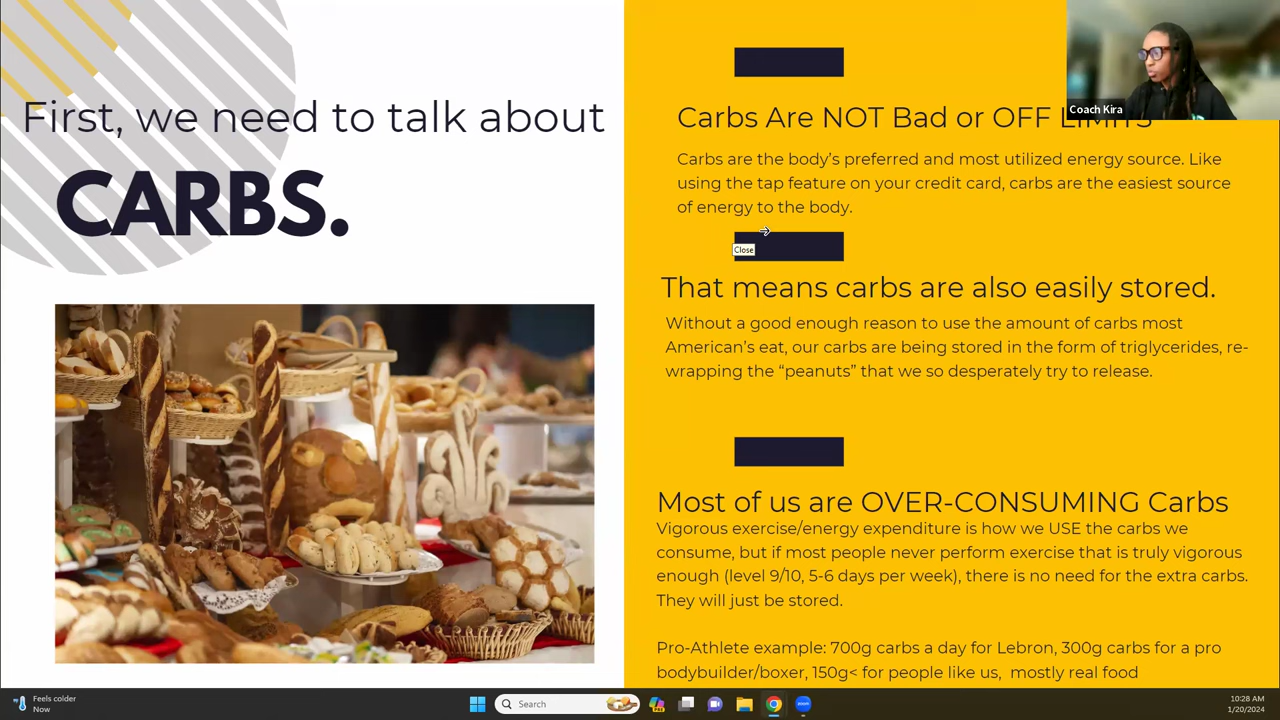 First, we need to talk about
CARBS.
Carbs Are NOT Bad or OFF LIMITS
Coach Kira
Carbs are the body's preferred and most utilized energy source. Like
using the tap feature on your credit card, carbs are the easiest source
of energy to the body.
Close
That means carbs are also easily stored.
Without a good enough reason to use the amount of carbs most
American's eat, our carbs are being stored in the form of triglycerides, re-
wrapping the “peanuts” that we so desperately try to release.
Most of us are OVER-CONSUMING Carbs
Vigorous exercise/energy expenditure is how we USE the carbs we
consume, but if most people never perform exercise that is truly vigorous
enough (level 9/10, 5-6 days per week), there is no need for the extra carbs.
They will just be stored.
Pro-Athlete example: 700g carbs a day for Lebron, 300g carbs for a pro
bodybuilder/boxer, 150g< for people like us, mostly real food
Feels colder
Now
Search
zoom
10:28 AM
1/20/2024